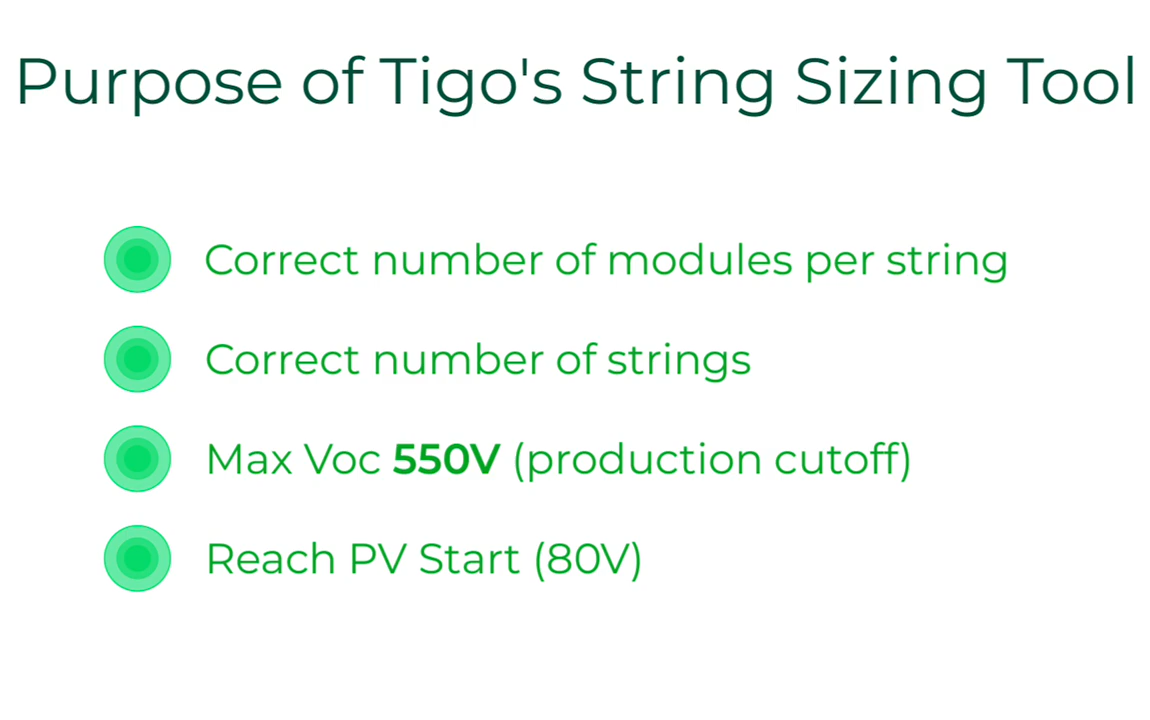 Purpose of Tigo's String Sizing Tool
Correct number of modules per string
Correct number of strings
Max Voc 550V (production cutoff)
Reach PV Start (80V)